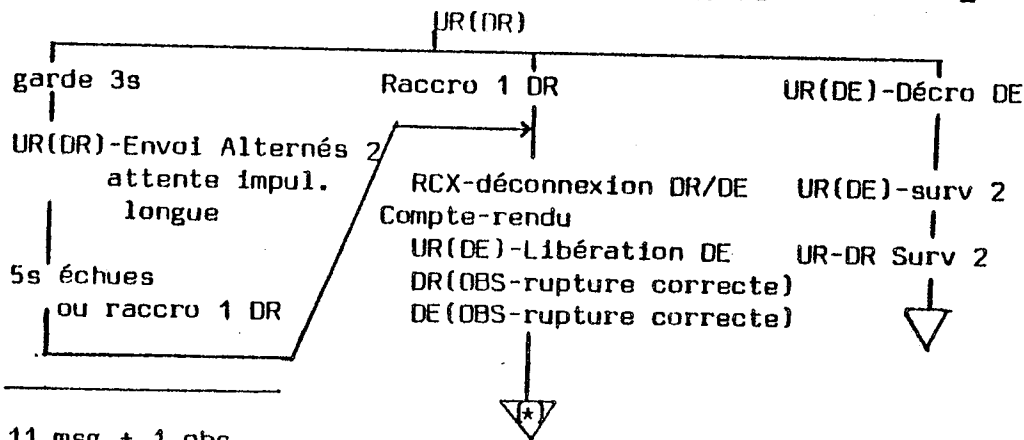 UR(DR)
garde 3s
Raccro 1 DR
UR(DE)-Décro DE
UR(DR)-Envoi Alternés 2
attente impul.
longue
RCX-déconnexion DR/DE
UR(DE)-surv 2
Compte-rendu
UR(DE)-Libération DE
UR-DR Surv 2
5s échues
DR(OBS-rupture correcte)
ou raccro 1 DR
DE(OBS-rupture correcte)
(*)
11 msg + 1 obs